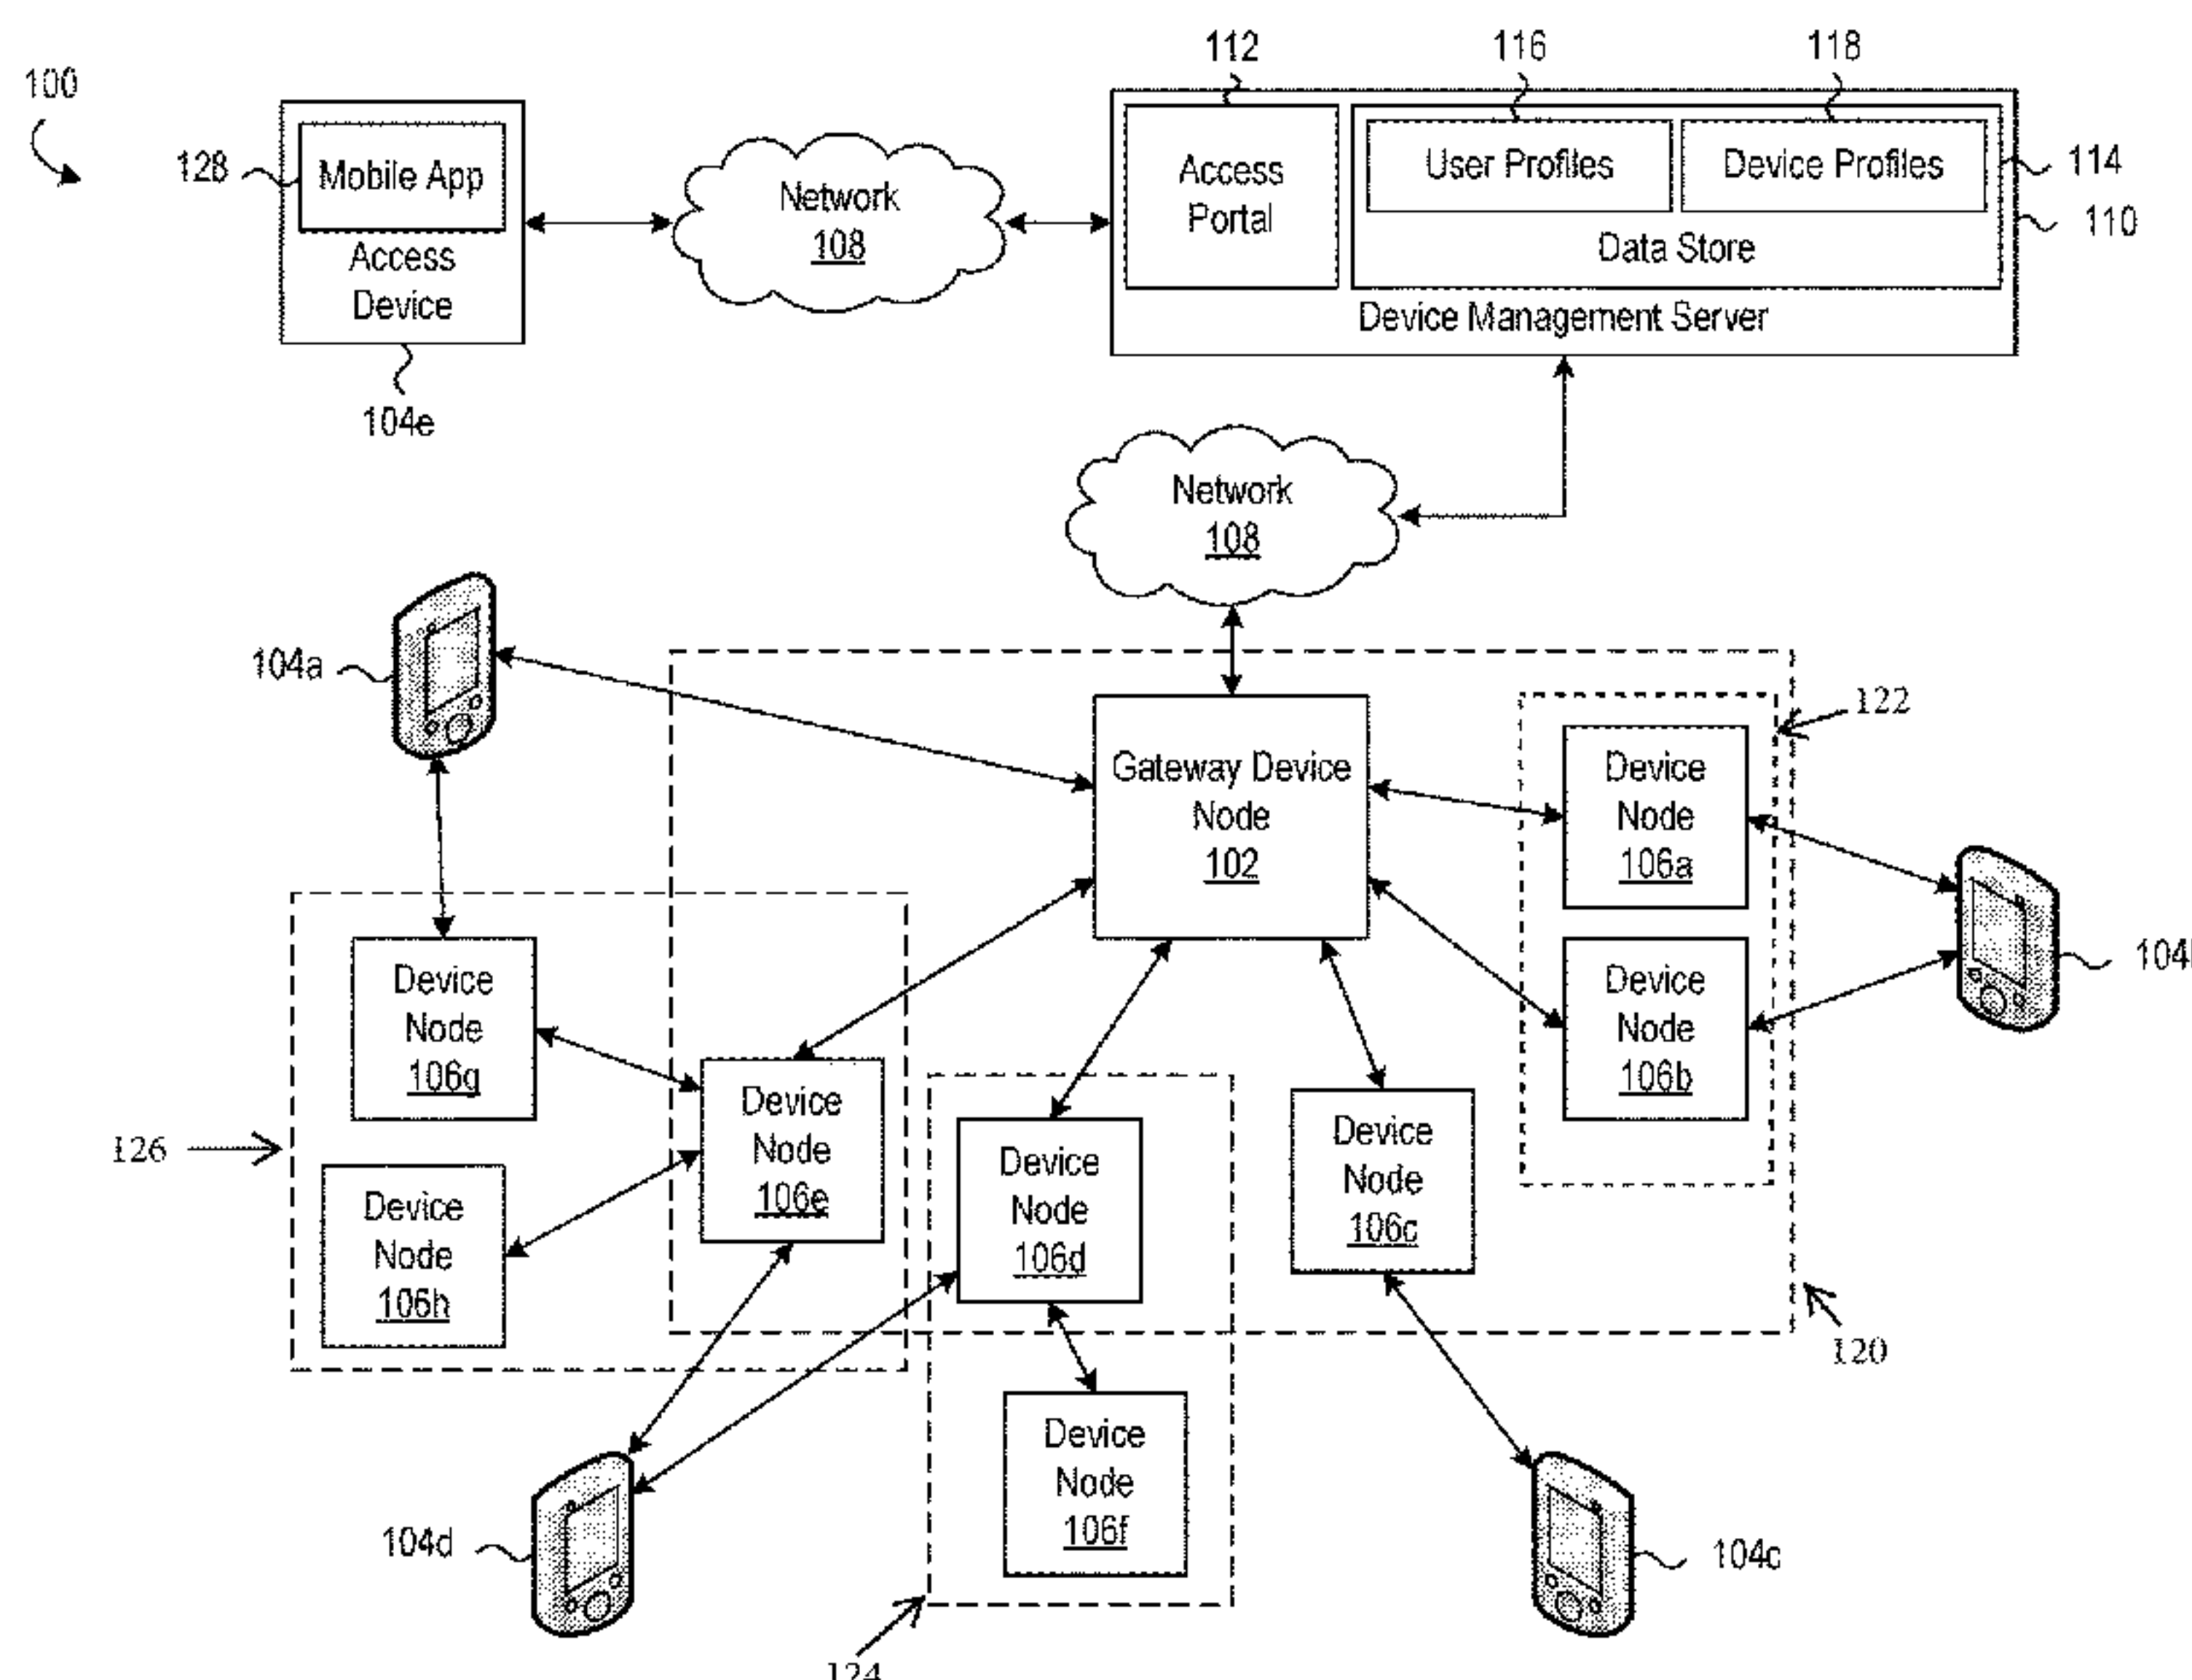 100
112
116
118
128
Mobile App
Access
Device
104e
Network
108
Access
Portal
User Profiles
Device Profiles
Data Store
Device Management Server
114
110
Network
108
104a
Gateway Device
Node
102
122
Device
Node
106a
Device
Node
106b
Device
Node
106g
126
Device
Node
106h
Device
Node
106e
Device
Node
106d
Device
Node
106c
120
Device
Node
106f
104d
104c
124